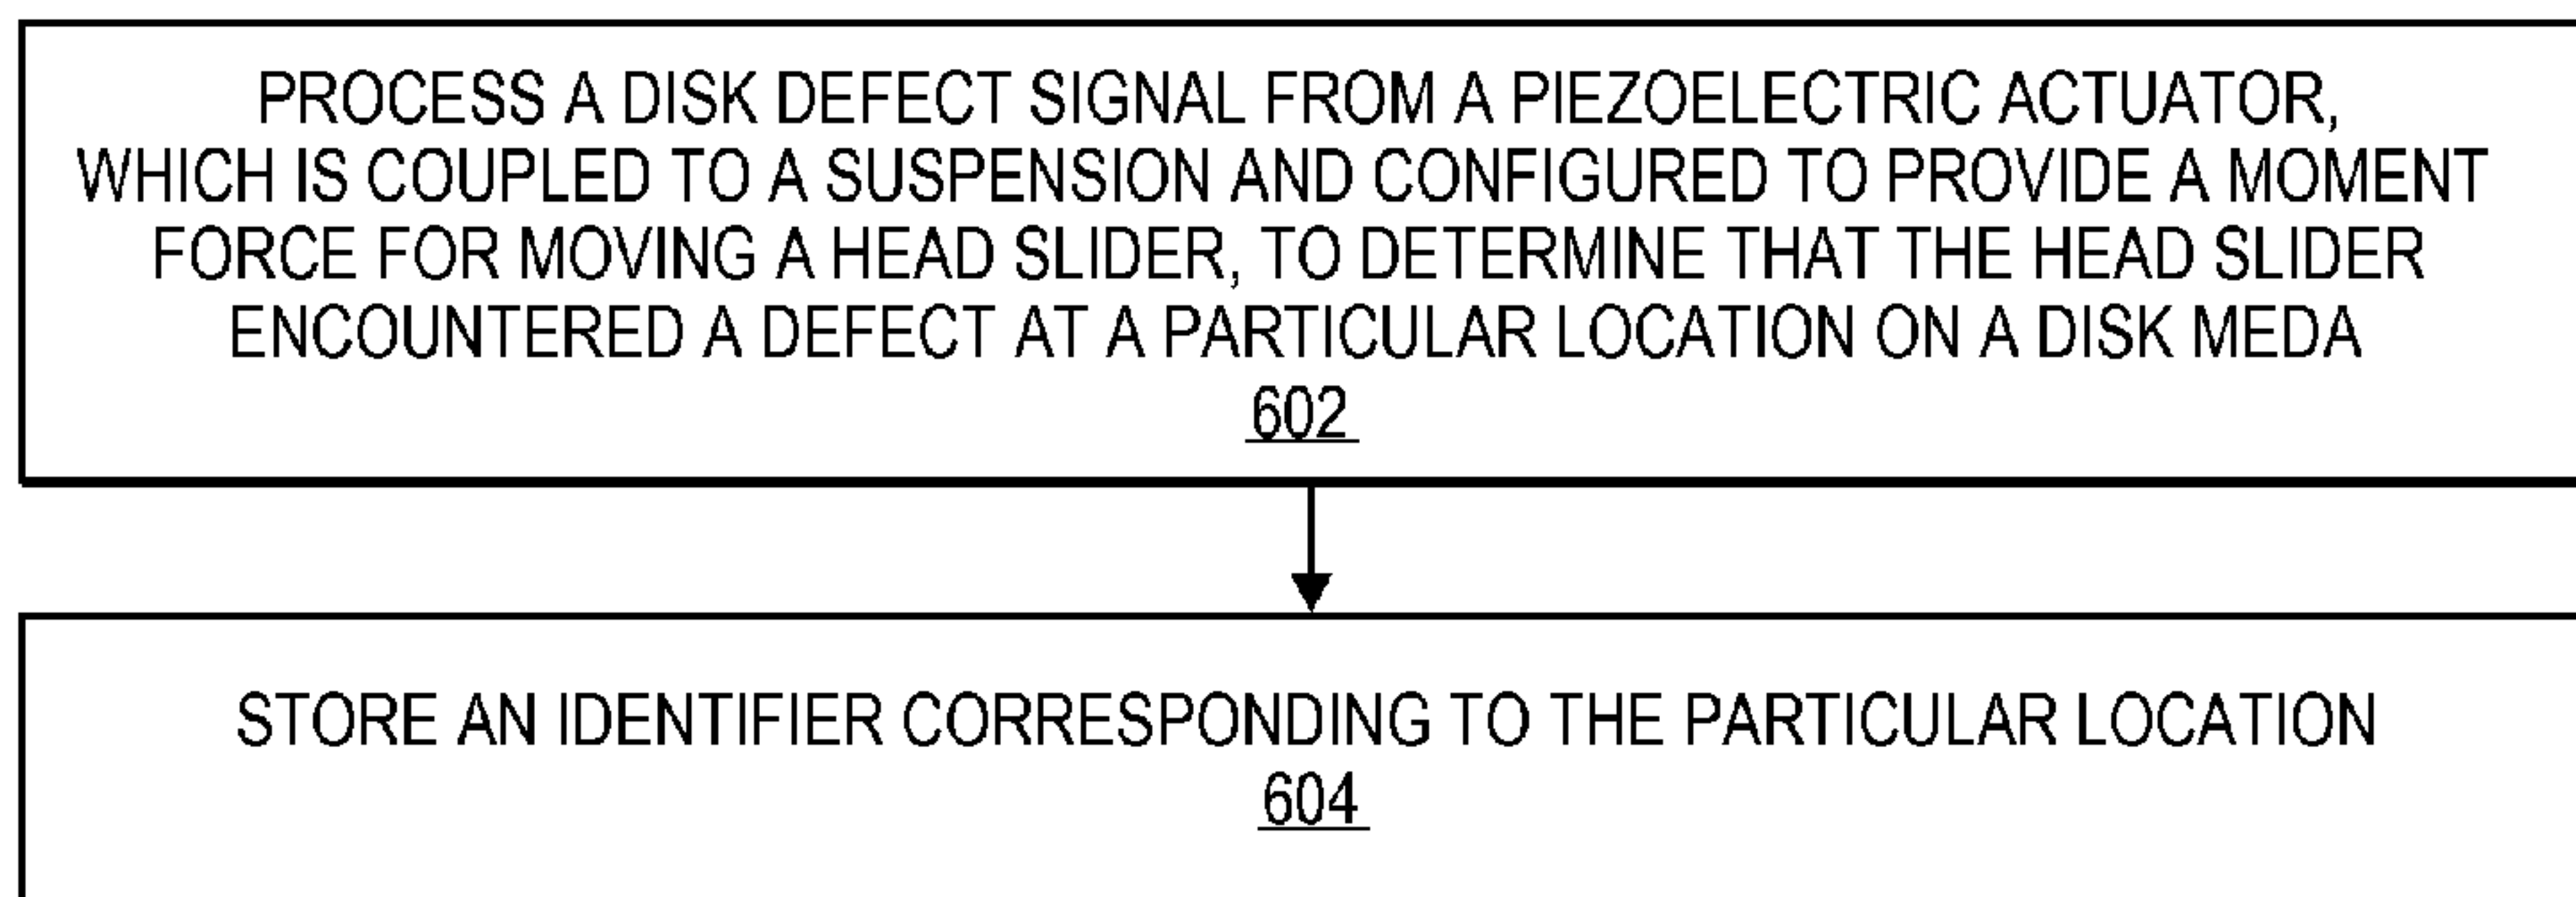 PROCESS A DISK DEFECT SIGNAL FROM A PIEZOELECTRIC ACTUATOR,
WHICH IS COUPLED TO A SUSPENSION AND CONFIGURED TO PROVIDE A MOMENT
FORCE FOR MOVING A HEAD SLIDER, TO DETERMINE THAT THE HEAD SLIDER
ENCOUNTERED A DEFECT AT A PARTICULAR LOCATION ON A DISK MEDA
602
STORE AN IDENTIFIER CORRESPONDING TO THE PARTICULAR LOCATION
604